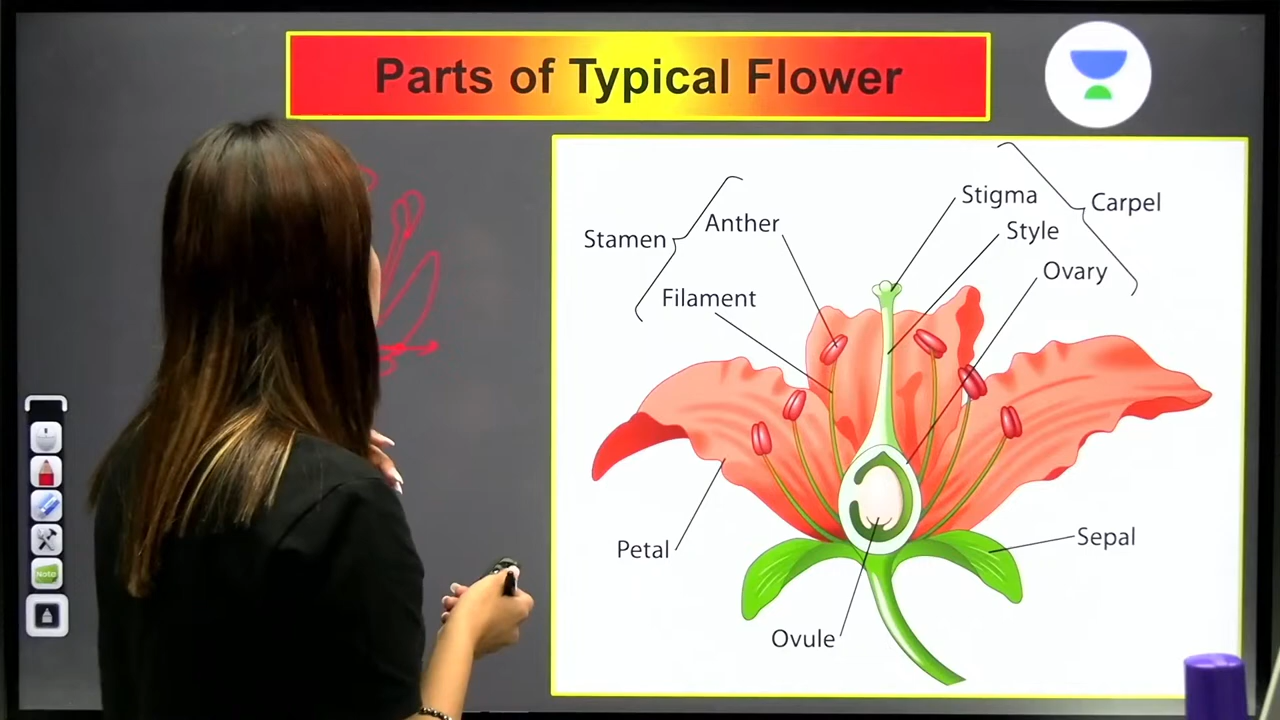 Parts of Typical Flower
Stigma
Carpel
Anther
Stamen
Style
Ovary
Filament
Petal
Sepal
Ovule
Note